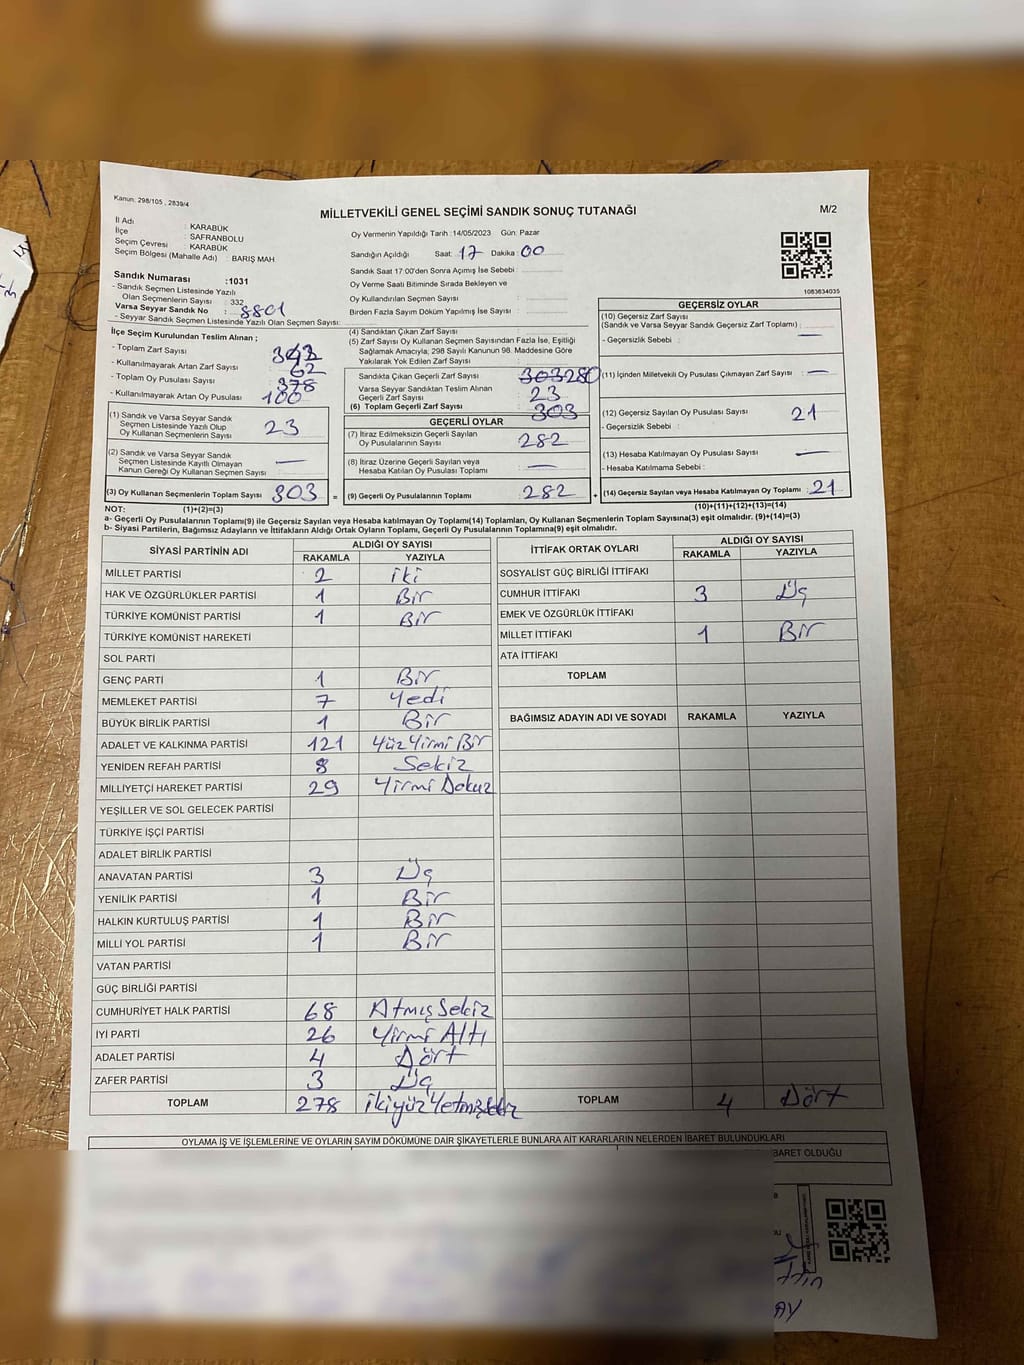 Kanun: 298/105 , 2839/4
MİLLETVEKİLİ GENEL SEÇİMİ SANDIK SONUÇ TUTANAĞI
M/2
İl Adı : KARABÜK
İlçe : SAFRANBOLU
Seçim Çevresi : KARABÜK
Seçim Bölgesi (Mahalle Adı) : BARIŞ MAH
Sandık Numarası :1031
- Sandık Seçmen Listesinde Yazılı
Olan Seçmenlerin Sayısı : 332
Varsa Seyyar Sandık No : 8801
- Seyyar Sandık Seçmen Listesinde Yazılı Olan Seçmen Sayısı:
Oy Vermenin Yapıldığı Tarih :14/05/2023 Gün: Pazar
Sandığın Açıldığı Saat: 17 Dakika: 00
Sandık Saat 17:00'den Sonra Açımış İse Sebebi :
Oy Verme Saati Bitiminde Sırada Bekleyen ve
Oy Kullandırılan Seçmen Sayısı :
Birden Fazla Sayım Döküm Yapılmış İse Sayısı :
1083634035
İlçe Seçim Kurulundan Teslim Alınan ;
- Toplam Zarf Sayısı
- Kullanılmayarak Artan Zarf Sayısı : 62
- Toplam Oy Pusulası Sayısı : 378
- Kullanılmayarak Artan Oy Pusulası : 100
(4) Sandıktan Çıkan Zarf Sayısı :
(5) Zarf Sayısı Oy Kullanan Seçmen Sayısından Fazla İse, Eşitliği
Sağlamak Amacıyla; 298 Sayılı Kanunun 98. Maddesine Göre
Yakılarak Yok Edilen Zarf Sayısı :
Sandıkta Çıkan Geçerli Zarf Sayısı : 303 280
Varsa Seyyar Sandıktan Teslim Alınan
Geçerli Zarf Sayısı : 23
(6) Toplam Geçerli Zarf Sayısı : 303
GEÇERSİZ OYLAR
(10) Geçersiz Zarf Sayısı
(Sandık ve Varsa Seyyar Sandık Geçersiz Zarf Toplamı) : —
- Geçersizlik Sebebi :
(11) İçinden Milletvekili Oy Pusulası Çıkmayan Zarf Sayısı : —
(12) Geçersiz Sayılan Oy Pusulası Sayısı : 21
- Geçersizlik Sebebi :
(13) Hesaba Katılmayan Oy Pusulası Sayısı : —
- Hesaba Katılmama Sebebi :
(14) Geçersiz Sayılan veya Hesaba Katılmayan Oy Toplamı : 21
(10)+(11)+(12)+(13)=(14)
(1) Sandık ve Varsa Seyyar Sandık
Seçmen Listesinde Yazılı Olup
Oy Kullanan Seçmenlerin Sayısı : 23
(2) Sandık ve Varsa Seyyar Sandık
Seçmen Listesinde Kayıtlı Olmayan
Kanun Gereği Oy Kullanan Seçmen Sayısı : —
(3) Oy Kullanan Seçmenlerin Toplam Sayısı : 303 =
GEÇERLİ OYLAR
(7) İtiraz Edilmeksizin Geçerli Sayılan
Oy Pusulalarının Sayısı : 282
(8) İtiraz Üzerine Geçerli Sayılan veya
Hesaba Katılan Oy Pusulası Toplamı : —
(9) Geçerli Oy Pusulalarının Toplamı : 282 +
NOT: (1)+(2)=(3)
a- Geçerli Oy Pusulaları Toplamı(9) ile Geçersiz Sayılan veya Hesaba katılmayan Oy Toplamı(14) Toplamları, Oy Kullanan Seçmenlerin Toplam Sayısına(3) eşit olmalıdır. (9)+(14)=(3)
b- Siyasi Partilerin, Bağımsız Adayların ve İttifakların Aldığı Ortak Oyların Toplamı, Geçerli Oy Pusulalarının Toplamına(9) eşit olmalıdır.
SİYASİ PARTİNİN ADI ALDIĞI OY SAYISI
RAKAMLA YAZIYLA
MİLLET PARTİSİ 2 iki
HAK VE ÖZGÜRLÜKLER PARTİSİ 1 Bir
TÜRKİYE KOMÜNİST PARTİSİ 1 Bir
TÜRKİYE KOMÜNİST HAREKETİ
SOL PARTİ
GENÇ PARTİ 1 Bir
MEMLEKET PARTİSİ 7 Yedi
BÜYÜK BİRLİK PARTİSİ 1 Bir
ADALET VE KALKINMA PARTİSİ 121 Yüz Yirmi Bir
YENİDEN REFAH PARTİSİ 8 Sekiz
MİLLİYETÇİ HAREKET PARTİSİ 29 Yirmi Dokuz
YEŞİLLER VE SOL GELECEK PARTİSİ
TÜRKİYE İŞÇİ PARTİSİ
ADALET BİRLİK PARTİSİ
ANAVATAN PARTİSİ 3 Üç
YENİLİK PARTİSİ 1 Bir
HALKIN KURTULUŞ PARTİSİ 1 Bir
MİLLİ YOL PARTİSİ 1 Bir
VATAN PARTİSİ
GÜÇ BİRLİĞİ PARTİSİ
CUMHURİYET HALK PARTİSİ 68 Atmış Sekiz
İYİ PARTİ 26 Yirmi Altı
ADALET PARTİSİ 4 Dört
ZAFER PARTİSİ 3 Üç
TOPLAM 278 ikiyüz Yetmişsekiz
İTTİFAK ORTAK OYLARI ALDIĞI OY SAYISI
RAKAMLA YAZIYLA
SOSYALİST GÜÇ BİRLİĞİ İTTİFAKI
CUMHUR İTTİFAKI 3 Üç
EMEK VE ÖZGÜRLÜK İTTİFAKI
MİLLET İTTİFAKI 1 Bir
ATA İTTİFAKI
TOPLAM
BAĞIMSIZ ADAYIN ADI VE SOYADI RAKAMLA YAZIYLA
TOPLAM 4 Dört
OYLAMA İŞ VE İŞLEMLERİNE VE OYLARIN SAYIM DÖKÜMÜNE DAİR ŞİKAYETLERLE BUNLARA AİT KARARLARIN NELERDEN İBARET BULUNDUKLARI
BARET OLDUĞU